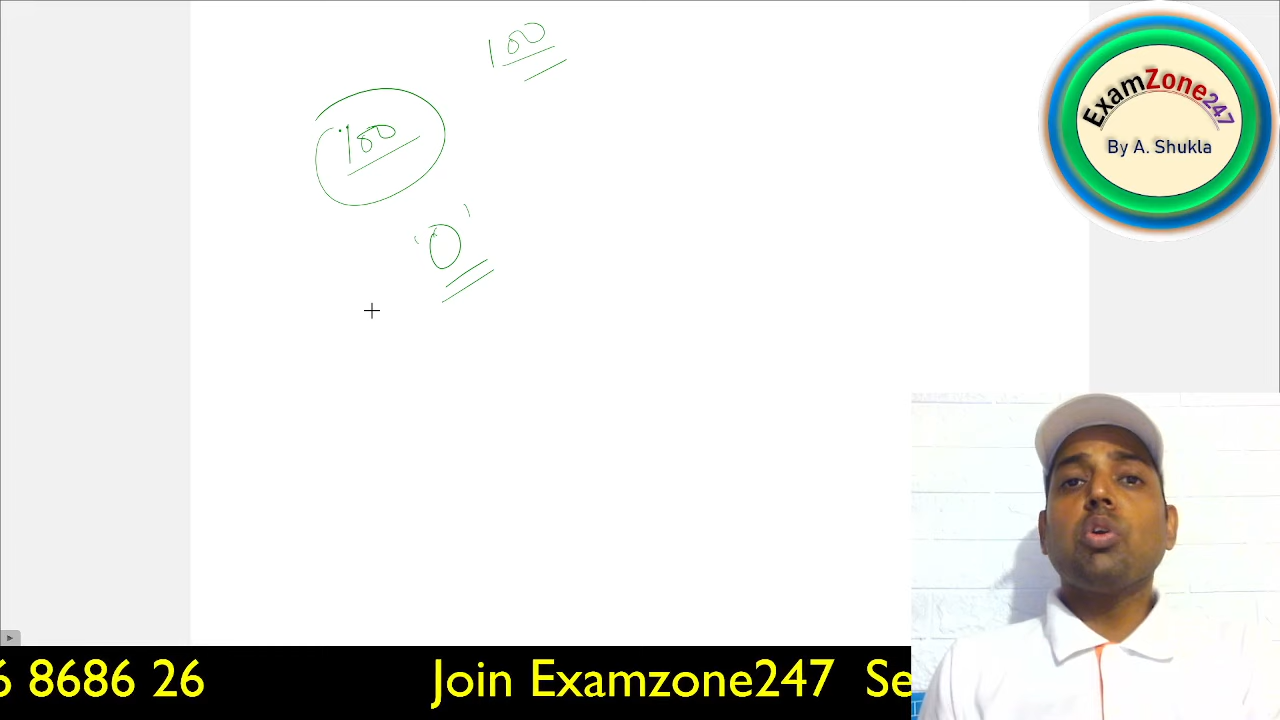 100
100
'0'
ExamZone247
By A. Shukla
6 8686 26 Join Examzone247 Se